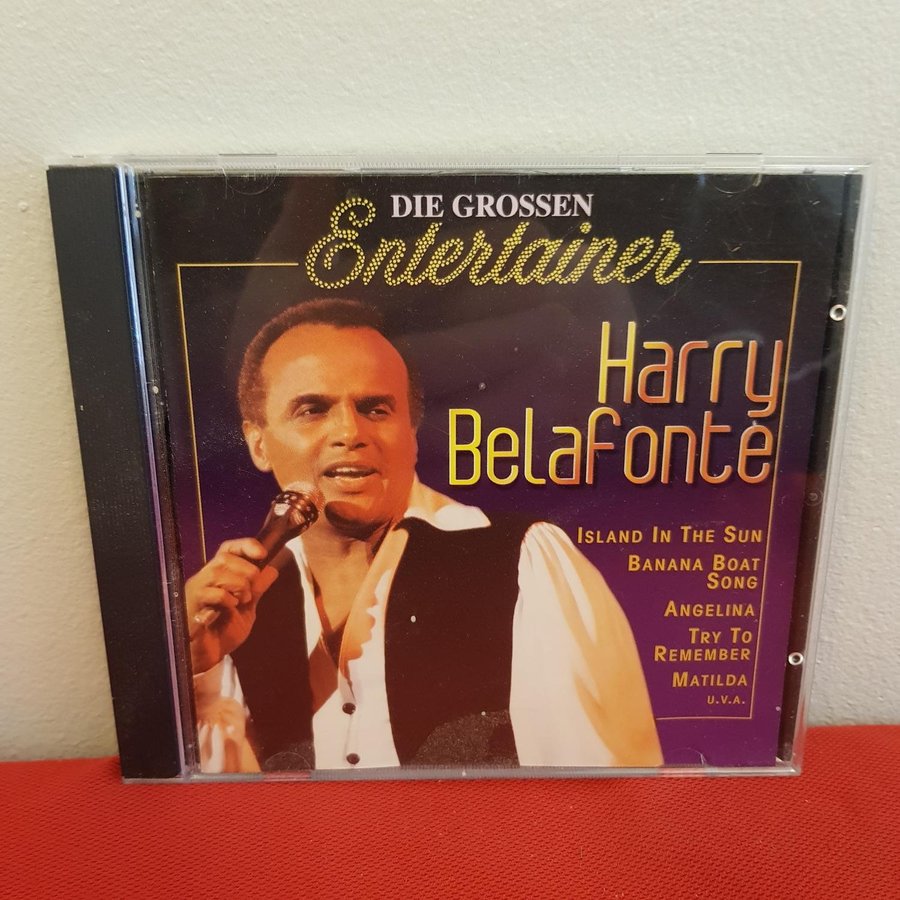 DIE GROSSEN
Entertainer
Harry
Belafonte
ISLAND IN THE SUN
BANANA BOAT
SONG
ANGELINA
TRY TO
REMEMBER
MATILDA
U.V.A.